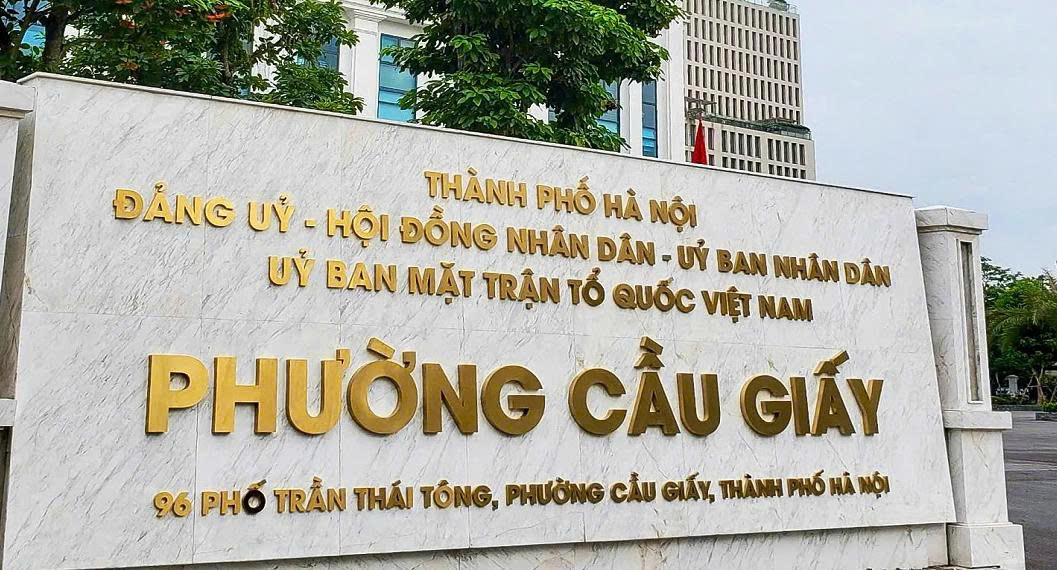 THÀNH PHỐ HÀ NỘI
ĐẢNG UỶ - HỘI ĐỒNG NHÂN DÂN - UỶ BAN NHÂN DÂN
UỶ BAN MẶT TRẬN TỔ QUỐC VIỆT NAM
PHƯỜNG CẦU GIẤY
96 PHỐ TRẦN THÁI TÔNG, PHƯỜNG CẦU GIẤY, THÀNH PHỐ HÀ NỘI